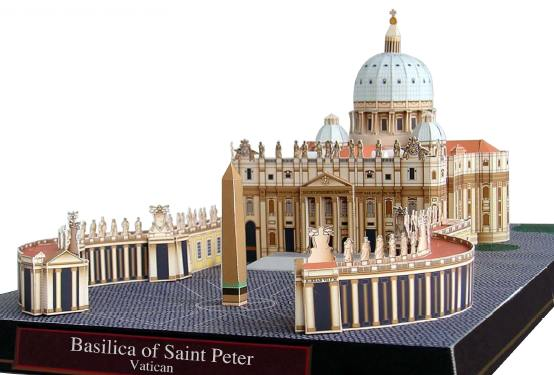 Basilica of Saint Peter
Vatican